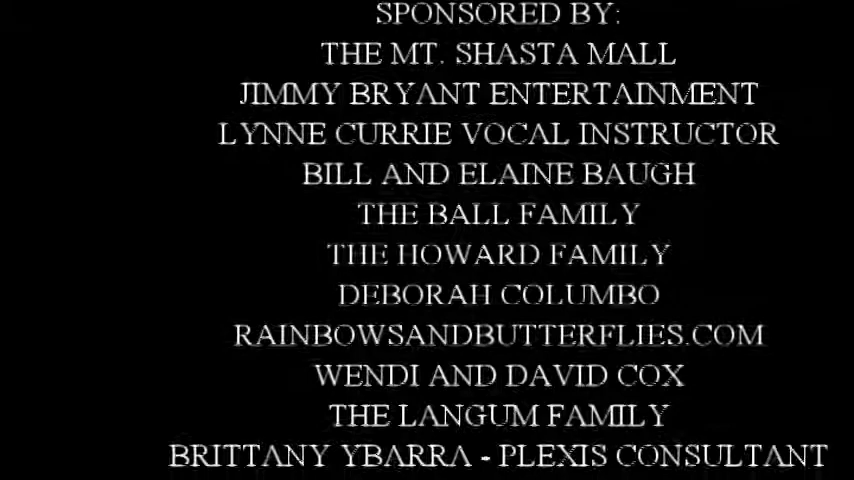 SPONSORED BY:
THE MT. SHASTA MALL
JIMMY BRYANT ENTERTAINMENT
LYNNE CURRIE VOCAL INSTRUCTOR
BILL AND ELAINE BAUGH
THE BALL FAMILY
THE HOWARD FAMILY
DEBORAH COLUMBO
RAINBOWSANDBUTTERFLIES.COM
WENDI AND DAVID COX
THE LANGUM FAMILY
BRITTANY YBARRA - PLEXIS CONSULTANT